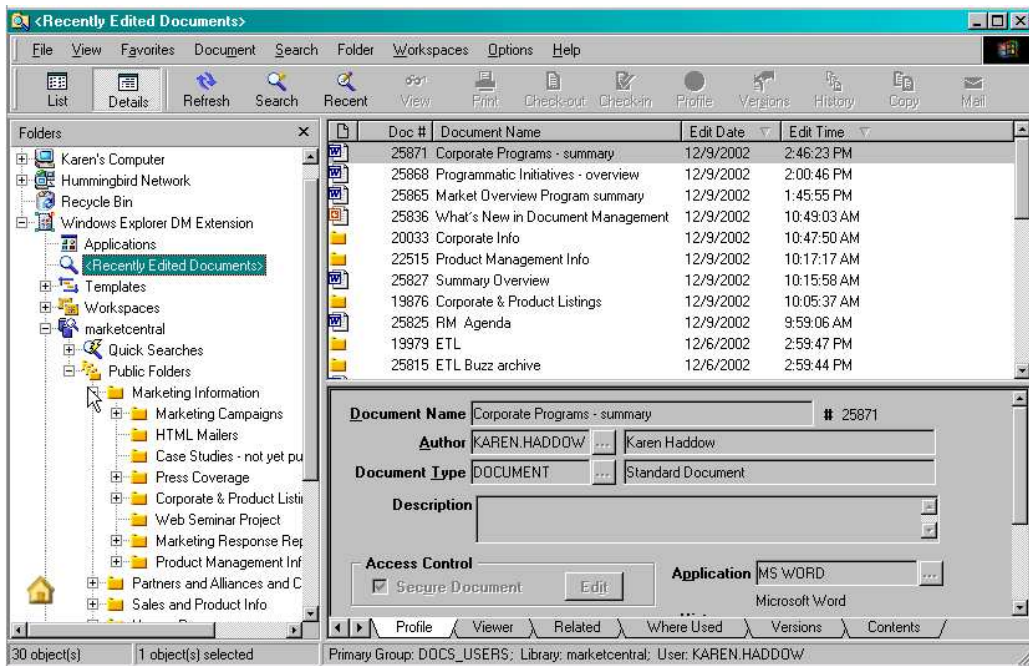 <Recently Edited Documents>
File View Favorites Document Search Folder Workspaces Options Help
List Details Refresh Search Recent View Print Check-out Check-in Profile Versions History Copy Mail
Folders
Karen's Computer
Hummingbird Network
Recycle Bin
Windows Explorer DM Extension
Applications
<Recently Edited Documents>
Templates
Workspaces
marketcentral
Quick Searches
Public Folders
Marketing Information
Marketing Campaigns
HTML Mailers
Case Studies - not yet pu
Press Coverage
Corporate & Product Listi
Web Seminar Project
Marketing Response Rep
Product Management Inf
Partners and Alliances and C
Sales and Product Info
Doc # Document Name Edit Date Edit Time
25871 Corporate Programs - summary 12/9/2002 2:46:23 PM
25868 Programmatic Initiatives - overview 12/9/2002 2:00:46 PM
25865 Market Overview Program summary 12/9/2002 1:45:55 PM
25836 What's New in Document Management 12/9/2002 10:49:03 AM
20033 Corporate Info 12/9/2002 10:47:50 AM
22515 Product Management Info 12/9/2002 10:17:17 AM
25827 Summary Overview 12/9/2002 10:15:58 AM
19876 Corporate & Product Listings 12/9/2002 10:05:37 AM
25825 RM Agenda 12/9/2002 9:59:06 AM
19979 ETL 12/6/2002 2:59:47 PM
25815 ETL Buzz archive 12/6/2002 2:59:44 PM
Document Name Corporate Programs - summary # 25871
Author KAREN.HADDOW ... Karen Haddow
Document Type DOCUMENT ... Standard Document
Description
Access Control
Secure Document Edit
Application MS WORD ...
Microsoft Word
Profile Viewer Related Where Used Versions Contents
30 object(s) 1 object(s) selected Primary Group: DOCS_USERS; Library: marketcentral; User: KAREN.HADDOW